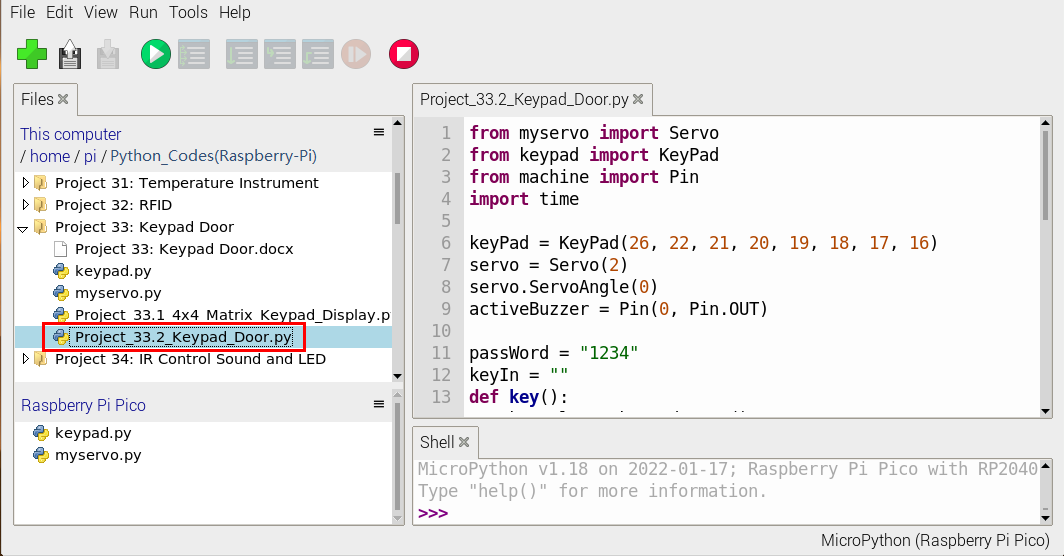 File Edit View Run Tools Help
Files
This computer
/ home / pi / Python_Codes(Raspberry-Pi)
Project 31: Temperature Instrument
Project 32: RFID
Project 33: Keypad Door
Project 33: Keypad Door.docx
keypad.py
myservo.py
Project_33.1_4x4_Matrix_Keypad_Display.p
Project_33.2_Keypad_Door.py
Project 34: IR Control Sound and LED
Raspberry Pi Pico
keypad.py
myservo.py
Project_33.2_Keypad_Door.py
1 from myservo import Servo
2 from keypad import KeyPad
3 from machine import Pin
4 import time
5
6 keyPad = KeyPad(26, 22, 21, 20, 19, 18, 17, 16)
7 servo = Servo(2)
8 servo.ServoAngle(0)
9 activeBuzzer = Pin(0, Pin.OUT)
10
11 passWord = "1234"
12 keyIn = ""
13 def key():
Shell
MicroPython v1.18 on 2022-01-17; Raspberry Pi Pico with RP2040
Type "help()" for more information.
>>>
MicroPython (Raspberry Pi Pico)